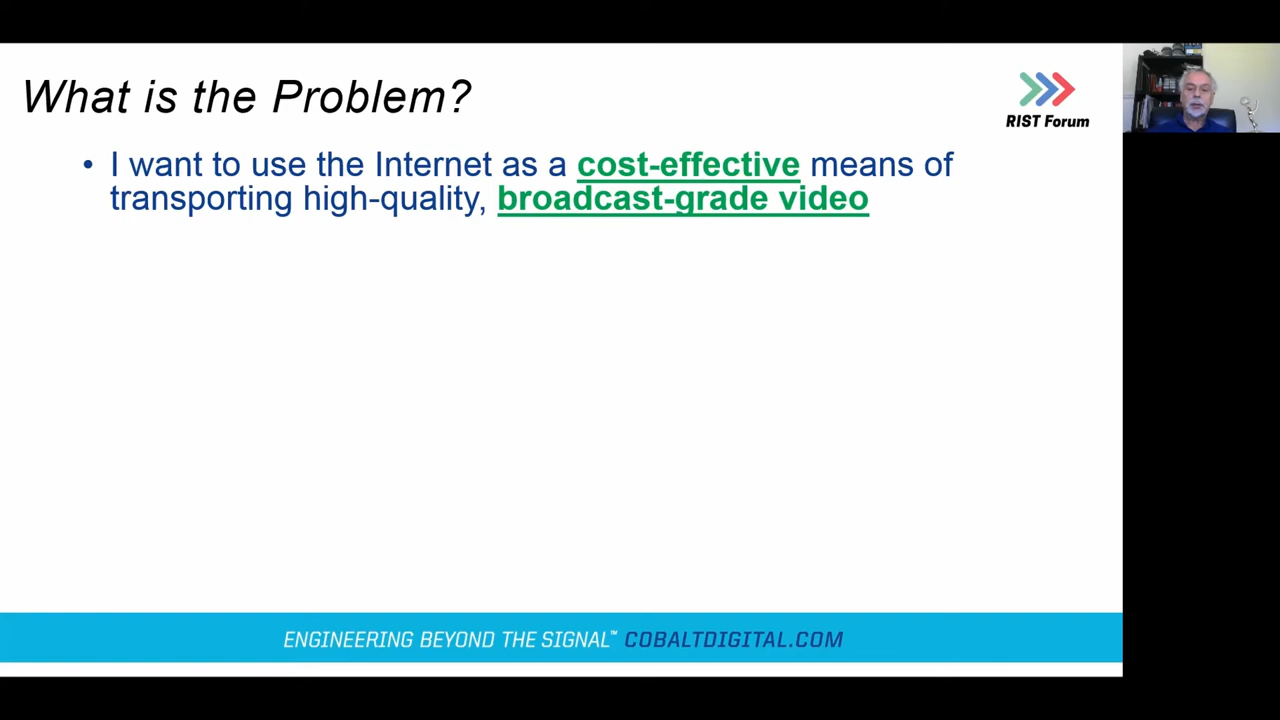 What is the Problem?
RIST Forum
• I want to use the Internet as a cost-effective means of
transporting high-quality, broadcast-grade video
ENGINEERING BEYOND THE SIGNAL™ COBALTDIGITAL.COM